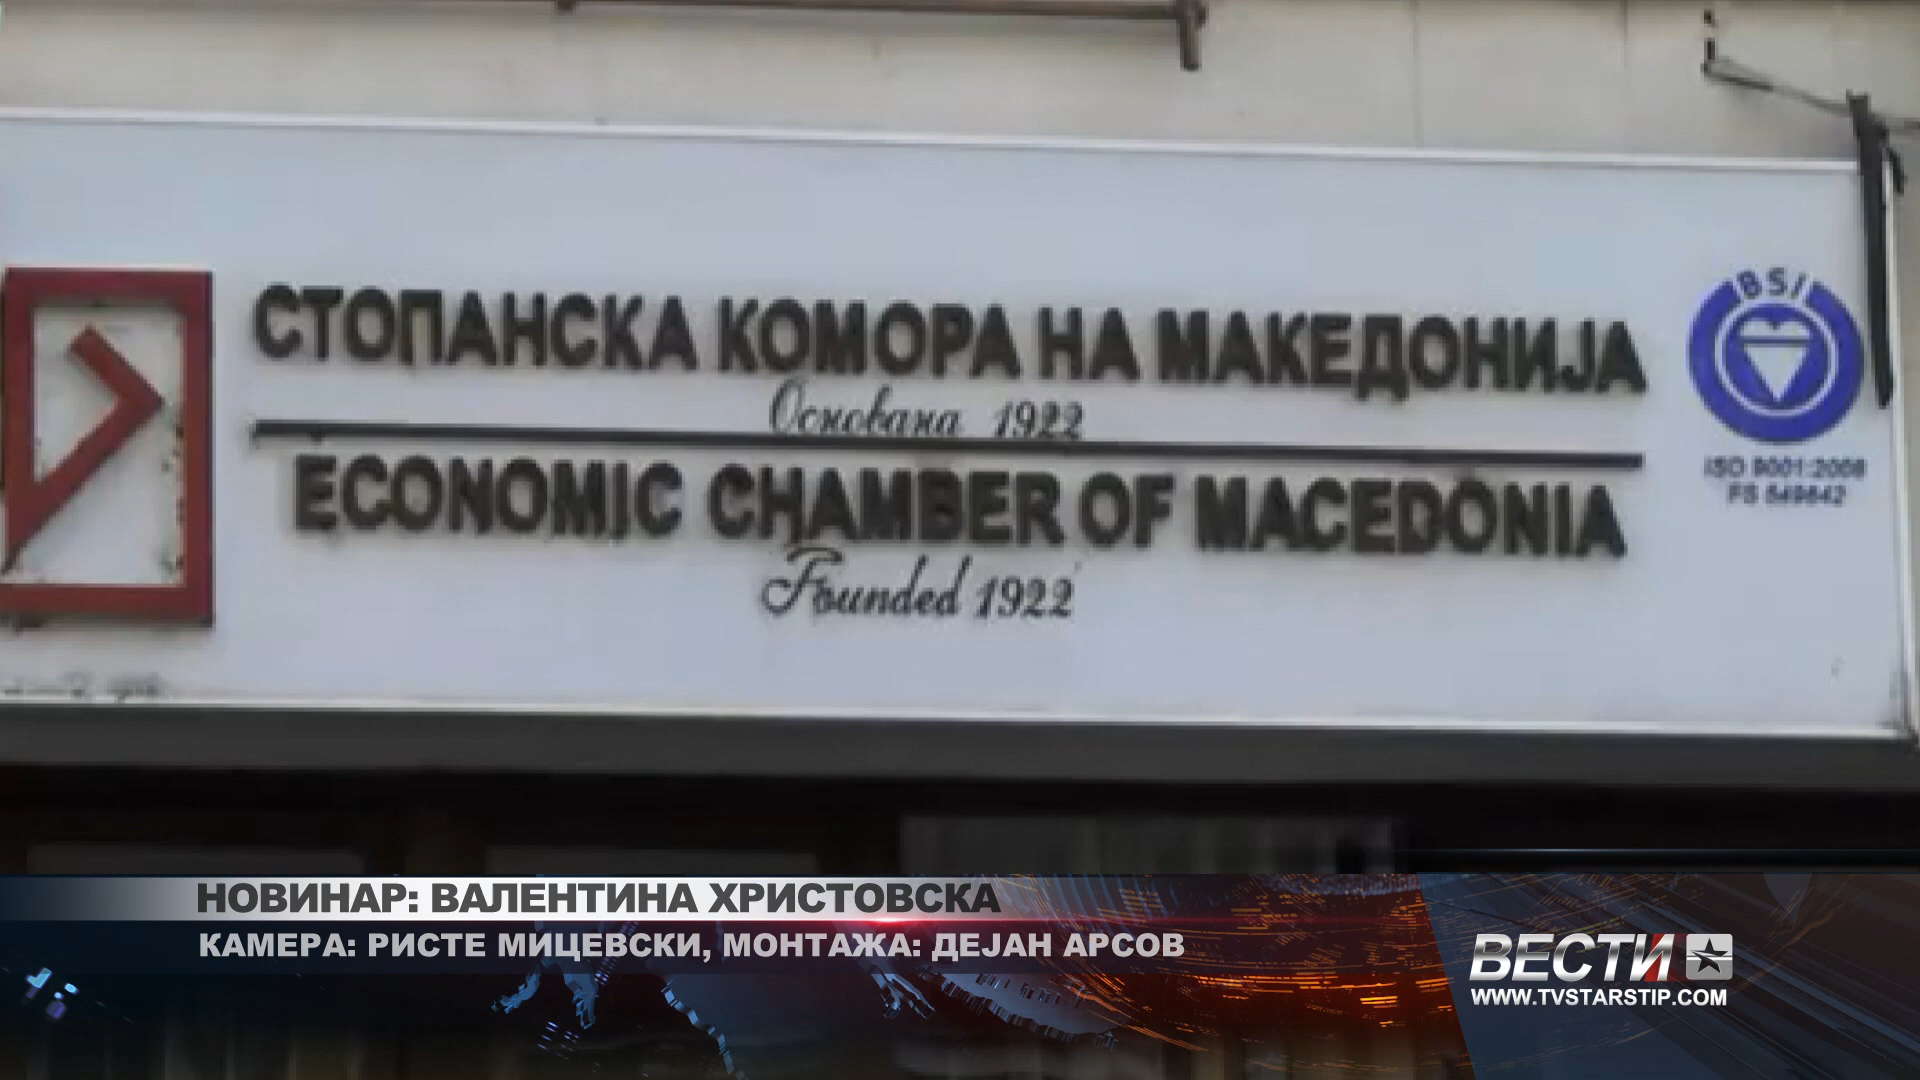 СТОПАНСКА КОМОРА НА МАКЕДОНИЈА
Основана 1922
ECONOMIC CHAMBER OF MACEDONIA
Founded 1922
BSI
ISO 9001:2008
FS 549642
НОВИНАР: ВАЛЕНТИНА ХРИСТОВСКА
КАМЕРА: РИСТЕ МИЦЕВСКИ, МОНТАЖА: ДЕЈАН АРСОВ
ВЕСТИ
WWW.TVSTARSTIP.COM